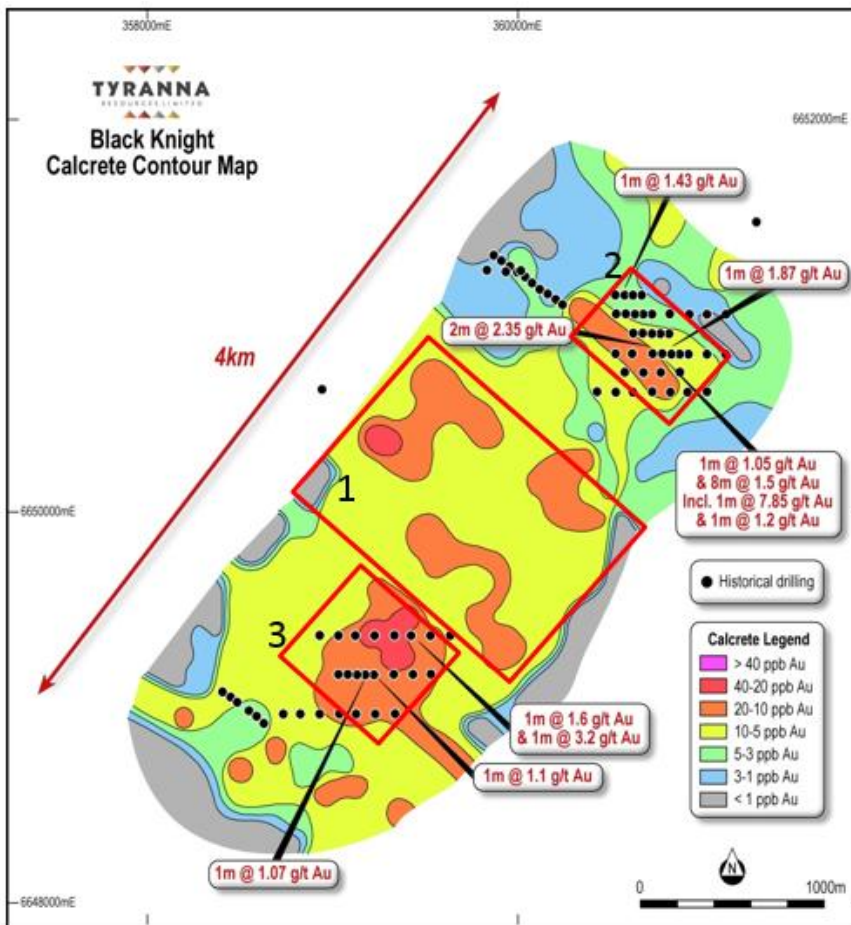 358000mE
360000mE
TYRANNA
RESOURCES LIMITED
Black Knight
Calcrete Contour Map
6652000mE
1m @ 1.43 g/t Au
2
1m @ 1.87 g/t Au
2m @ 2.35 g/t Au
4km
1m @ 1.05 g/t Au
& 8m @ 1.5g/t Au
Incl. 1m @ 7.85 g/t Au
& 1m @ 1.2 g/t Au
1
6650000mE
Historical drilling
3
Calcrete Legend
> 40 ppb Au
40-20 ppb Au
20-10 ppb Au
10-5 ppb Au
5-3 ppb Au
3-1 ppb Au
< 1 ppb Au
1m @ 1.6 g/t Au
& 1m @ 3.2 g/t Au
1m @ 1.1 g/t Au
1m @ 1.07 g/t Au
N
0
1000m
6648000mE